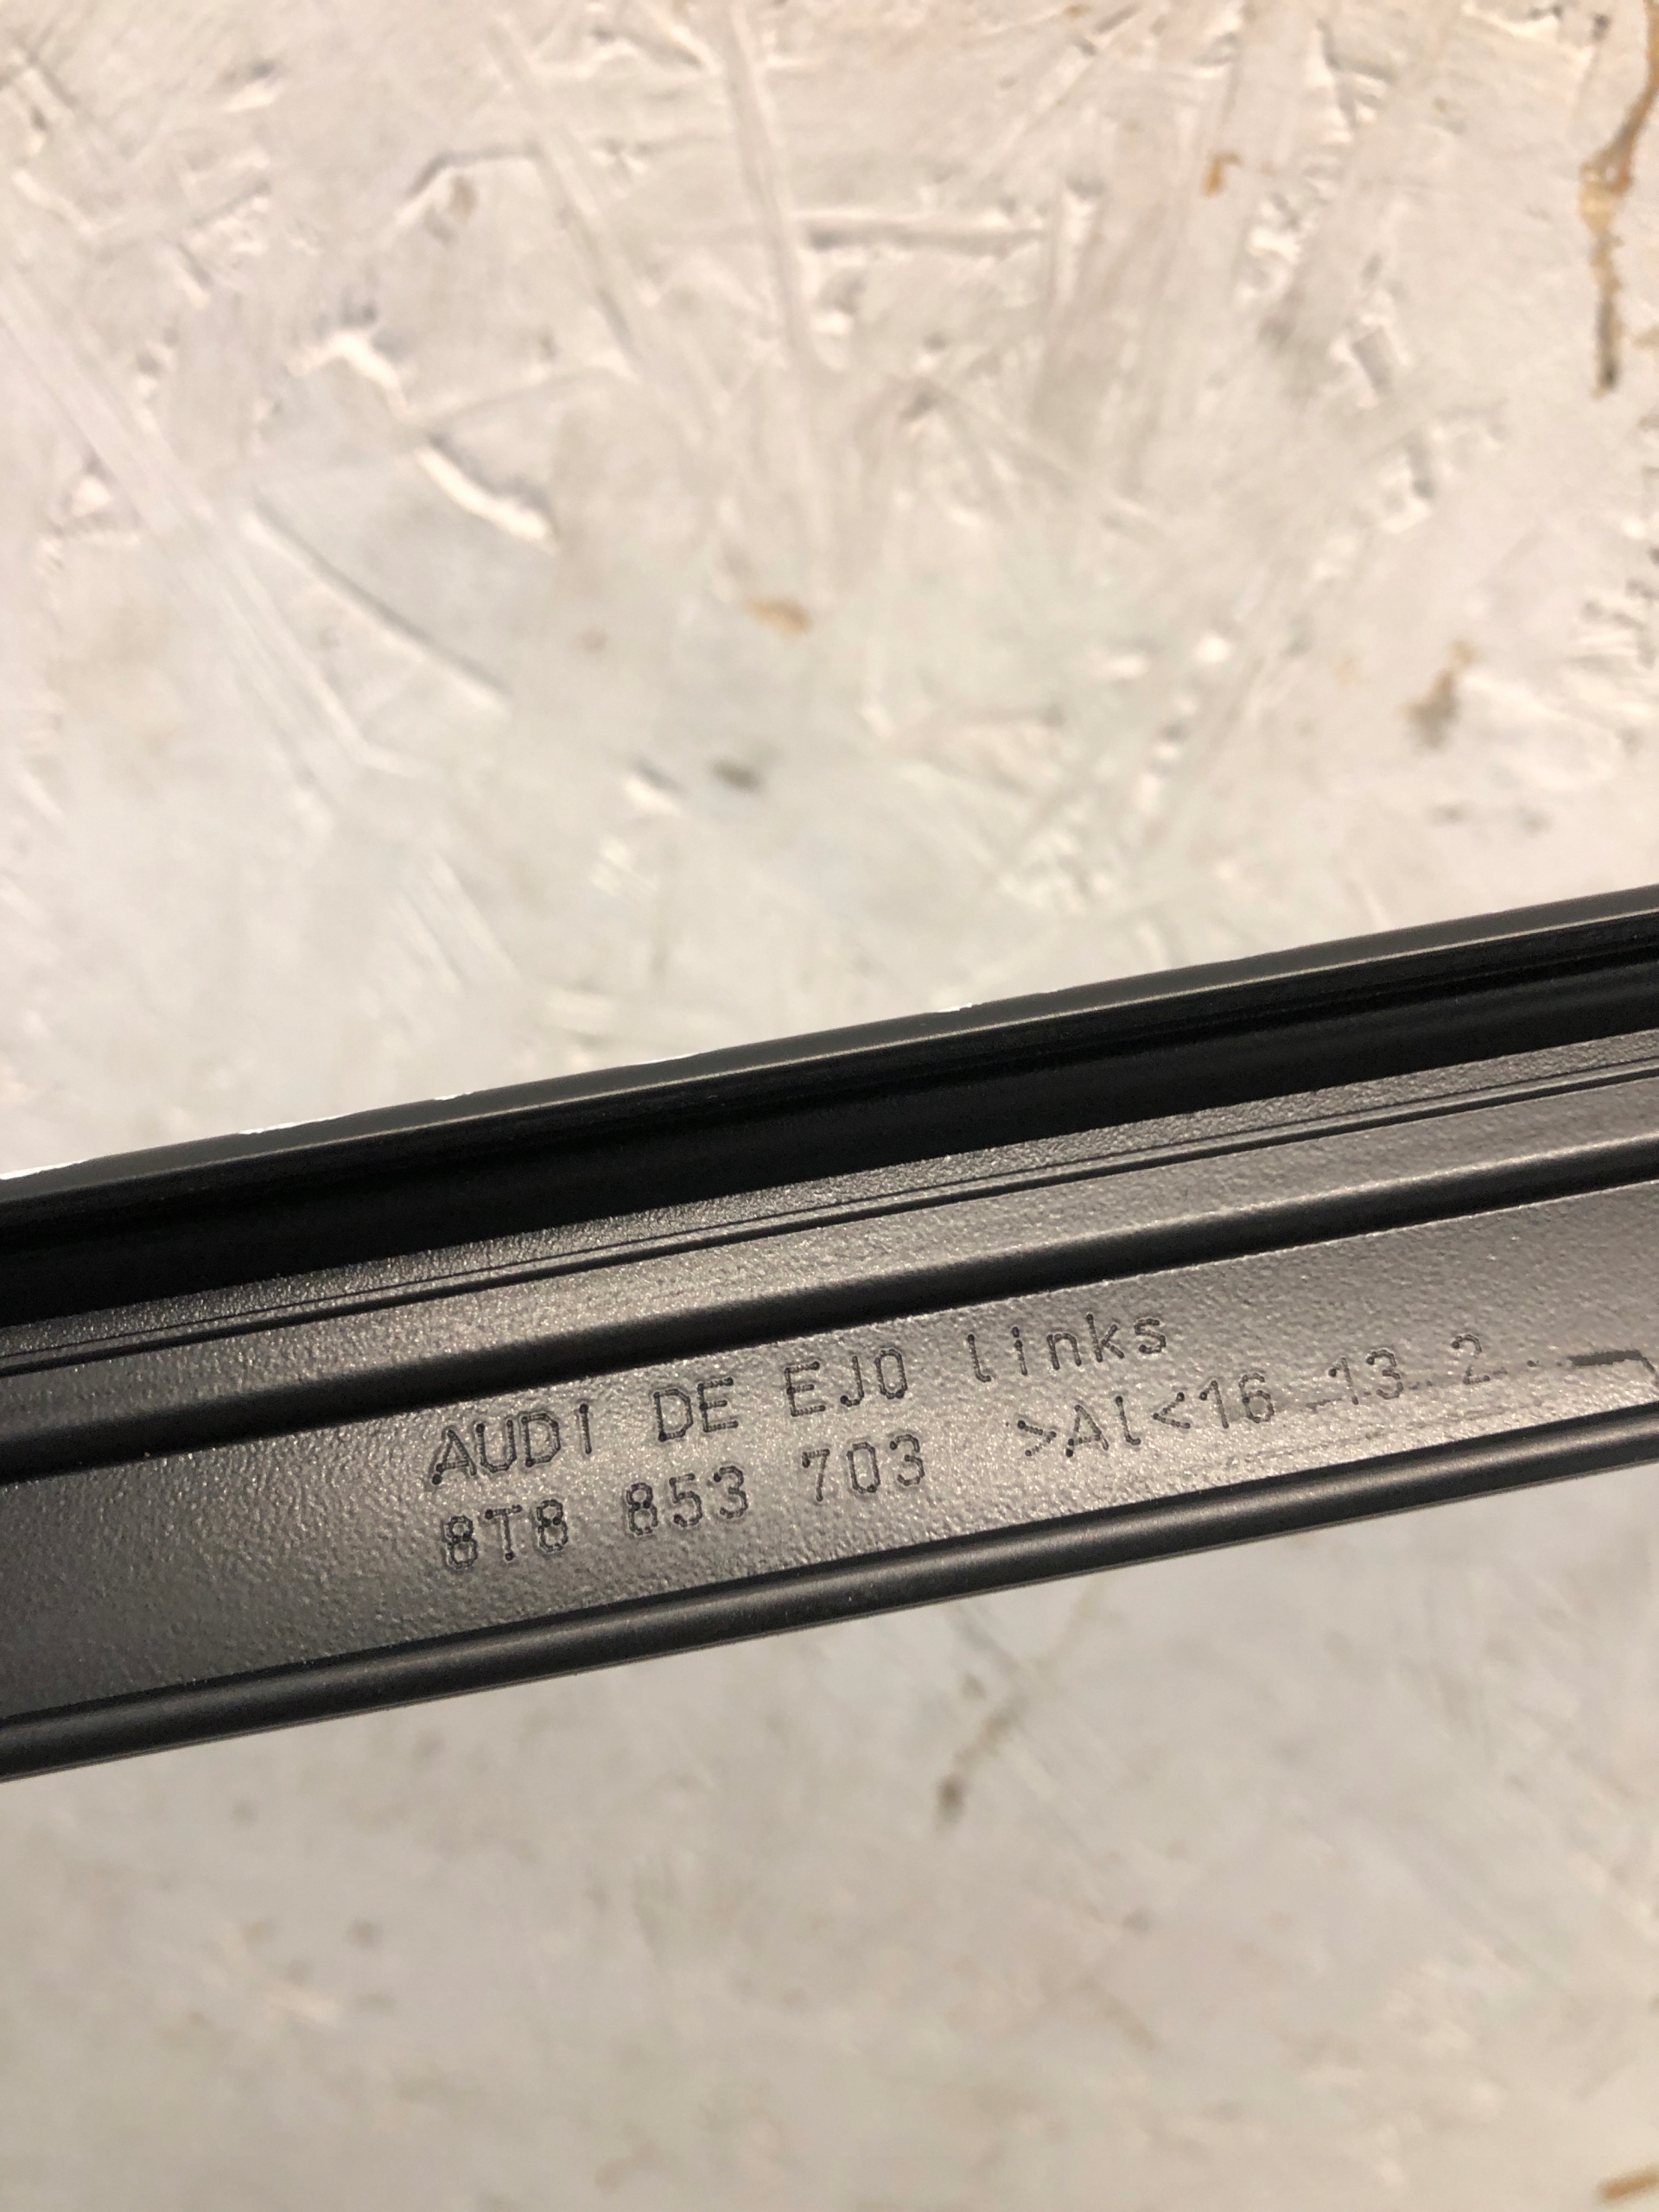 AUDI DE EJO links
8T8 853 703 >Al<16 13 2